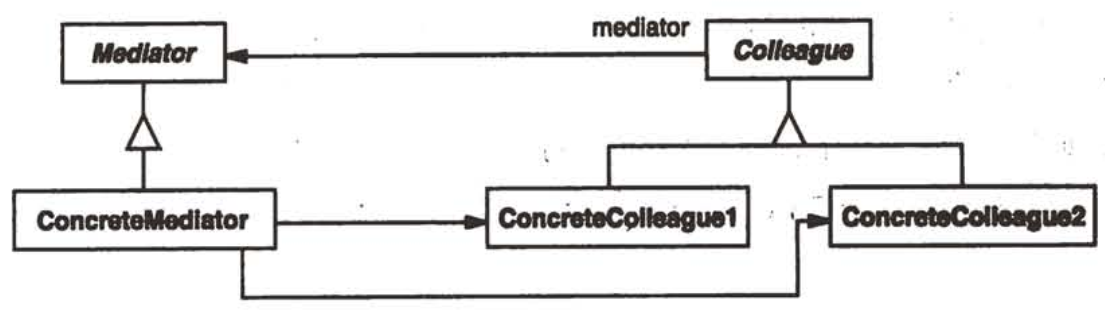 mediator
Mediator
Colleague
ConcreteMediator
ConcreteColleague1
ConcreteColleague2